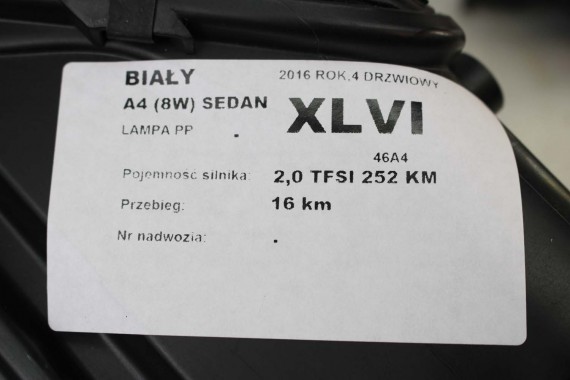 BIAŁY 2016 ROK,4 DRZWIOWY
A4 (8W) SEDAN XLVI
LAMPA PP .
46A4
Pojemność silnika: 2,0 TFSI 252 KM
Przebieg: 16 km
Nr nadwozia: .